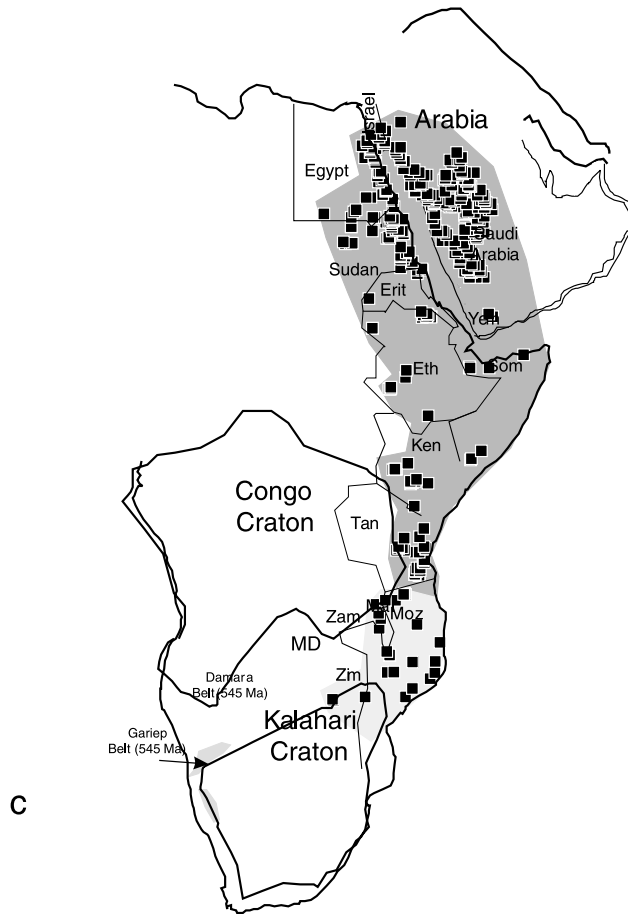 Israel
Arabia
Egypt
Saudi
Arabia
Sudan
Erit
Yem
Eth
Som
Ken
Congo
Craton
Tan
Mal
Moz
Zam
MD
Zim
Damara
Belt (545 Ma)
Kalahari
Craton
Gariep
Belt (545 Ma)
c